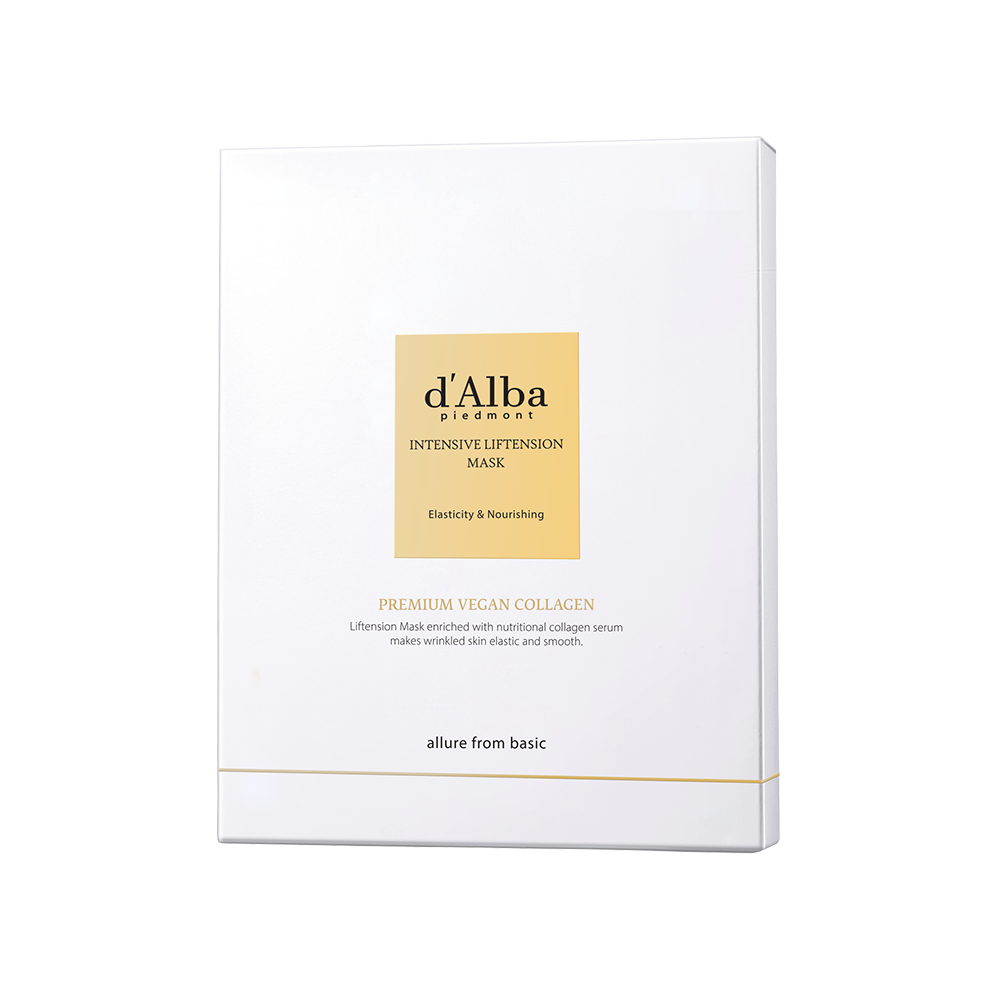 d'Alba
piedmont
INTENSIVE LIFTENSION
MASK
Elasticity & Nourishing
PREMIUM VEGAN COLLAGEN
Liftension Mask enriched with nutritional collagen serum
makes wrinkled skin elastic and smooth.
allure from basic